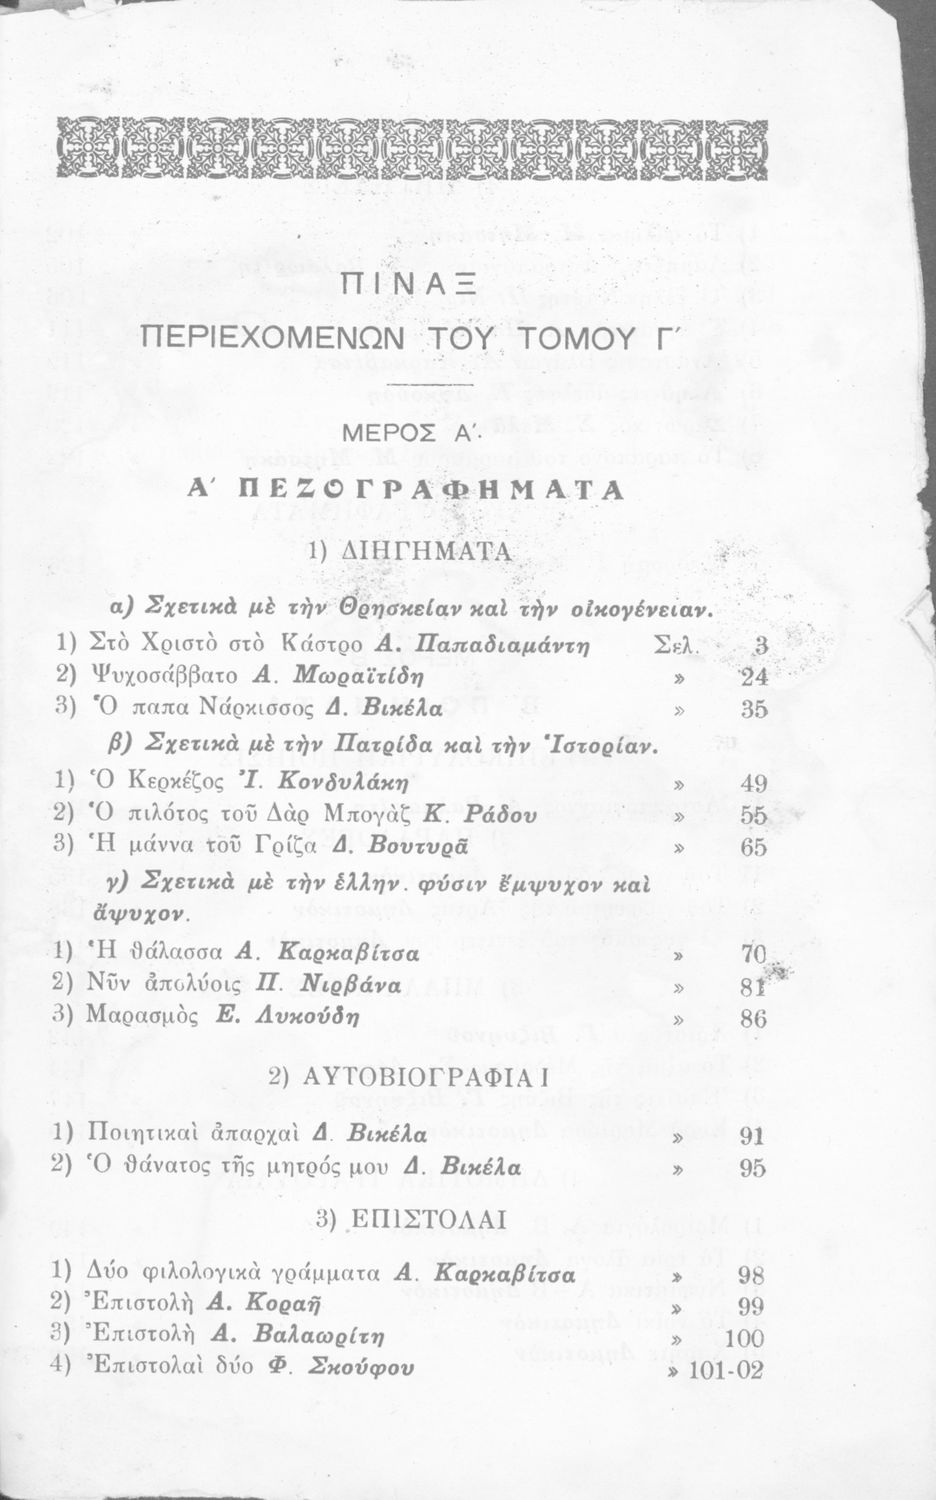 ΠΙΝΑΞ
ΠΕΡΙΕΧΟΜΕΝΩΝ ΤΟΥ ΤΟΜΟΥ Γ΄
ΜΕΡΟΣ Α΄.
Α΄ ΠΕΖΟΓΡΑΦΗΜΑΤΑ
1) ΔΙΗΓΗΜΑΤΑ
α) Σχετικὰ μὲ τὴν Θρησκείαν καὶ τὴν οἰκογένειαν.
1) Στὸ Χριστὸ στὸ Κάστρο Α. Παπαδιαμάντη Σελ. 3
2) Ψυχοσάββατο Α. Μωραϊτίδη » 24
3) Ὁ παπα Νάρκισσος Δ. Βικέλα » 35
β) Σχετικὰ μὲ τὴν Πατρίδα καὶ τὴν Ἱστορίαν.
1) Ὁ Κερκέζος Ἰ. Κονδυλάκη » 49
2) Ὁ πιλότος τοῦ Δὰρ Μπογὰζ Κ. Ράδου » 55
3) Ἡ μάννα τοῦ Γρίζα Δ. Βουτυρᾶ » 65
γ) Σχετικὰ μὲ τὴν ἑλλην. φύσιν ἔμψυχον καὶ
ἄψυχον.
1) Ἡ θάλασσα Α. Καρκαβίτσα » 70
2) Νῦν ἀπολύοις Π. Νιρβάνα » 81
3) Μαρασμὸς Ε. Λυκούδη » 86
2) ΑΥΤΟΒΙΟΓΡΑΦΙΑΙ
1) Ποιητικαὶ ἀπαρχαὶ Δ. Βικέλα » 91
2) Ὁ θάνατος τῆς μητρός μου Δ. Βικέλα » 95
3) ΕΠΙΣΤΟΛΑΙ
1) Δύο φιλολογικὰ γράμματα Α. Καρκαβίτσα » 98
2) Ἐπιστολὴ Α. Κοραῆ » 99
3) Ἐπιστολὴ Α. Βαλαωρίτη » 100
4) Ἐπιστολαὶ δύο Φ. Σκούφου » 101-02